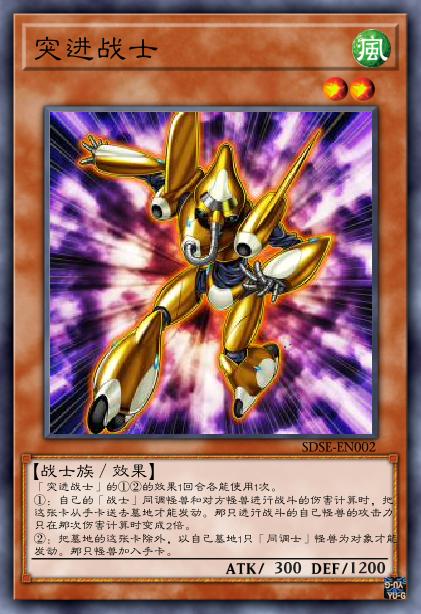 突进战士
風
SDSE-EN002
【战士族／效果】
「突进战士」的①②的效果1回合各能使用1次。
①：自己的「战士」同调怪兽和对方怪兽进行战斗的伤害计算时，把
这张卡从手卡送去墓地才能发动。那只进行战斗的自己怪兽的攻击力
只在那次伤害计算时变成2倍。
②：把墓地的这张卡除外，以自己墓地1只「同调士」怪兽为对象才能
发动。那只怪兽加入手卡。
ATK/ 300 DEF/1200